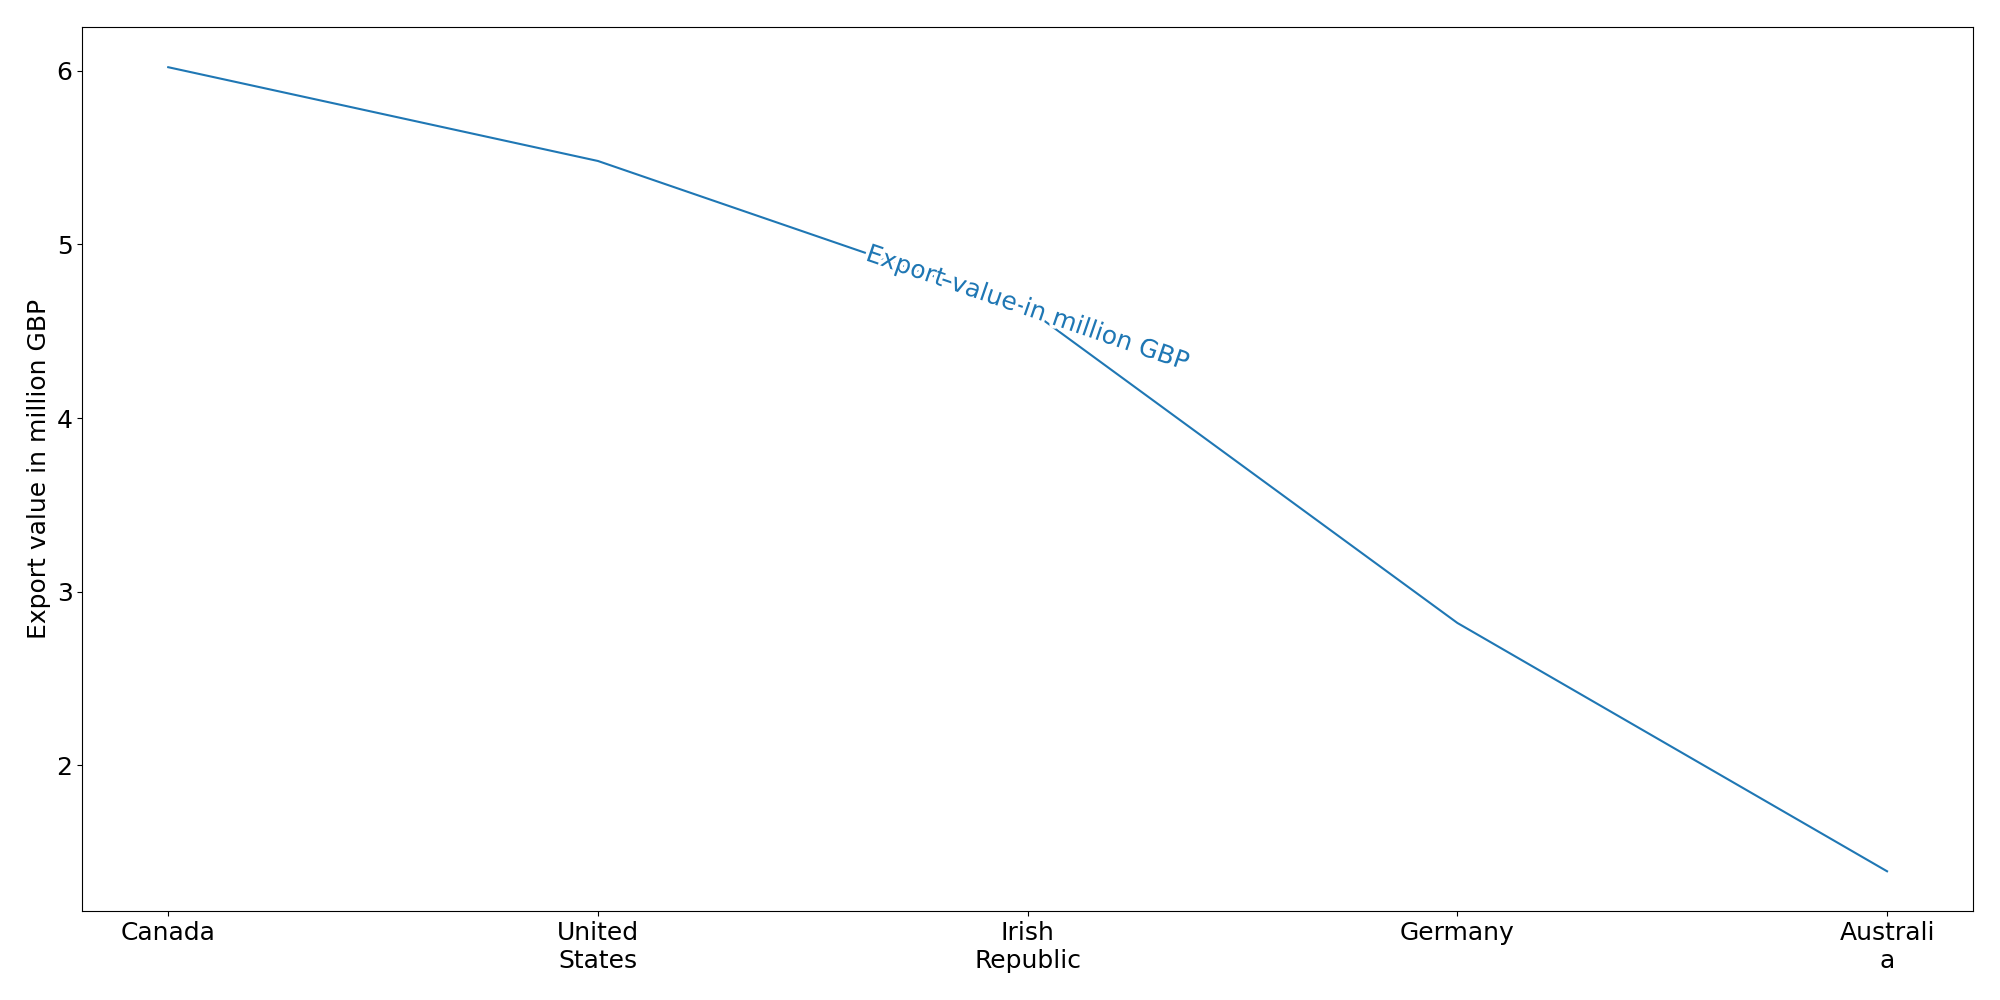 6
5
4
3
2
Export value in million GBP
Export value in million GBP
Canada
United
States
Irish
Republic
Germany
Australi
a